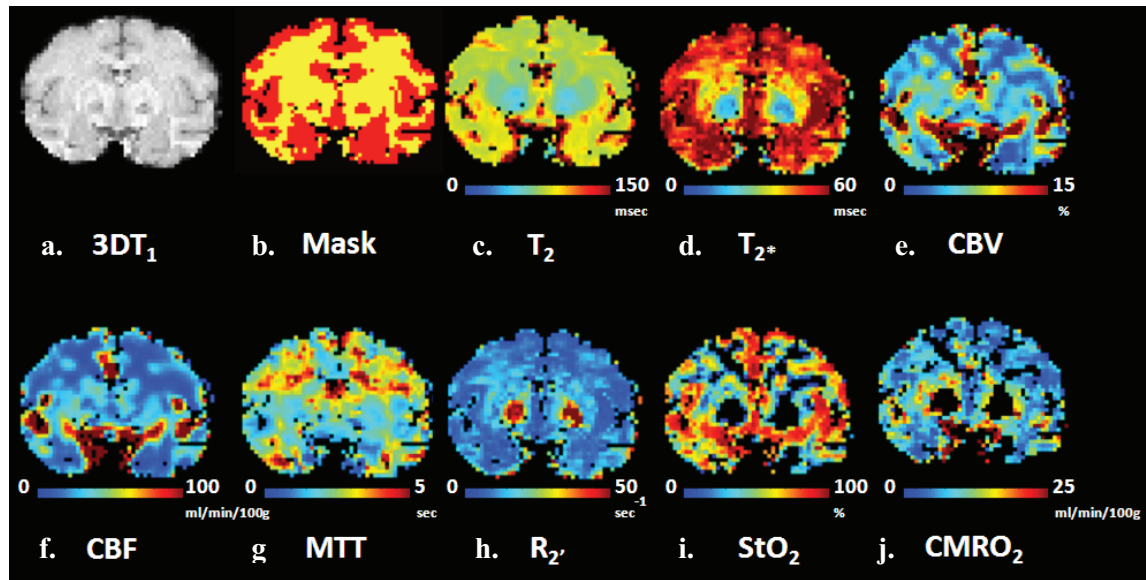 0 150 0 60 0 15
msec msec %
a. 3DT₁ b. Mask c. T₂ d. T₂* e. CBV
0 100 0 5 0 50 0 100 0 25
ml/min/100g sec sec⁻¹ % ml/min/100g
f. CBF g MTT h. R₂′ i. StO₂ j. CMRO₂